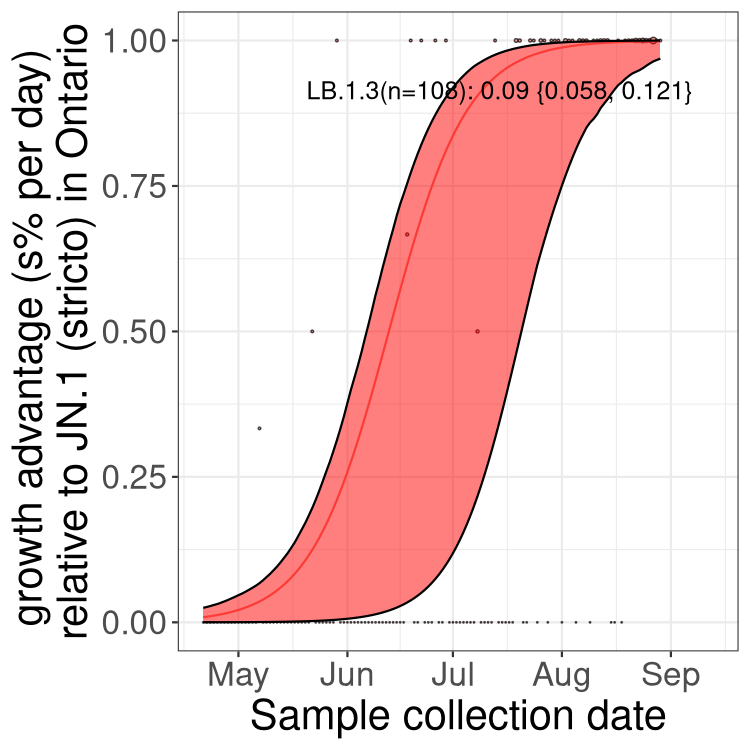 growth advantage (s% per day)
relative to JN.1 (stricto) in Ontario
1.00
0.75
0.50
0.25
0.00
LB.1.3(n=108): 0.09 {0.058, 0.121}
May Jun Jul Aug Sep
Sample collection date